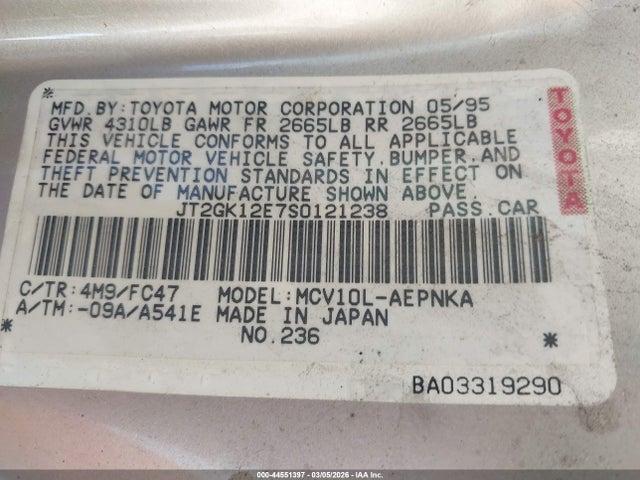 MFD. BY: TOYOTA MOTOR CORPORATION 05/95
GVWR 4310LB GAWR FR 2665LB RR 2665LB
THIS VEHICLE CONFORMS TO ALL APPLICABLE
FEDERAL MOTOR VEHICLE SAFETY, BUMPER, AND
THEFT PREVENTION STANDARDS IN EFFECT ON
THE DATE OF MANUFACTURE SHOWN ABOVE.
TOYOTA
JT2GK12E7S0121238 PASS. CAR
C/TR: 4M9/FC47 MODEL: MCV10L-AEPNKA
A/TM: -09A/A541E MADE IN JAPAN
NO. 236
BA03319290
000-44551397 - 03/05/2026 - IAA Inc.